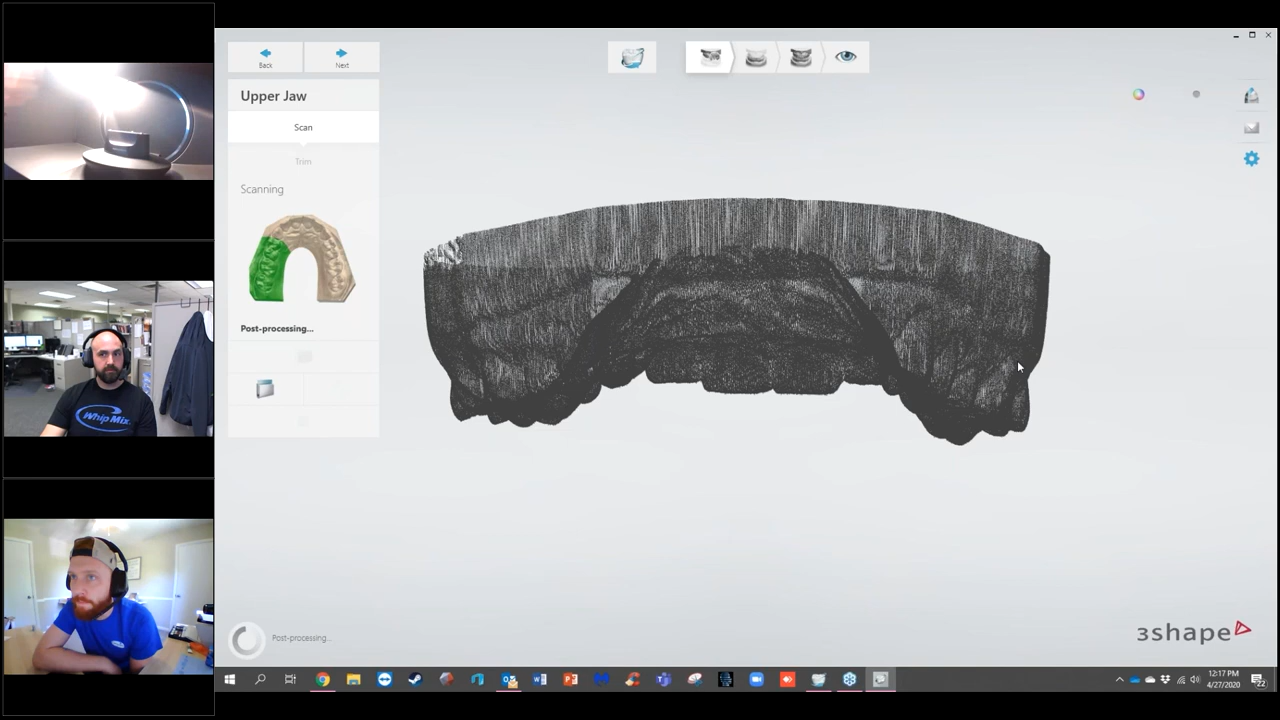 Back
Next
Upper Jaw
Scan
Trim
Scanning
Post-processing...
Whip Mix
Post-processing...
3shape
12:17 PM
4/27/2020
22